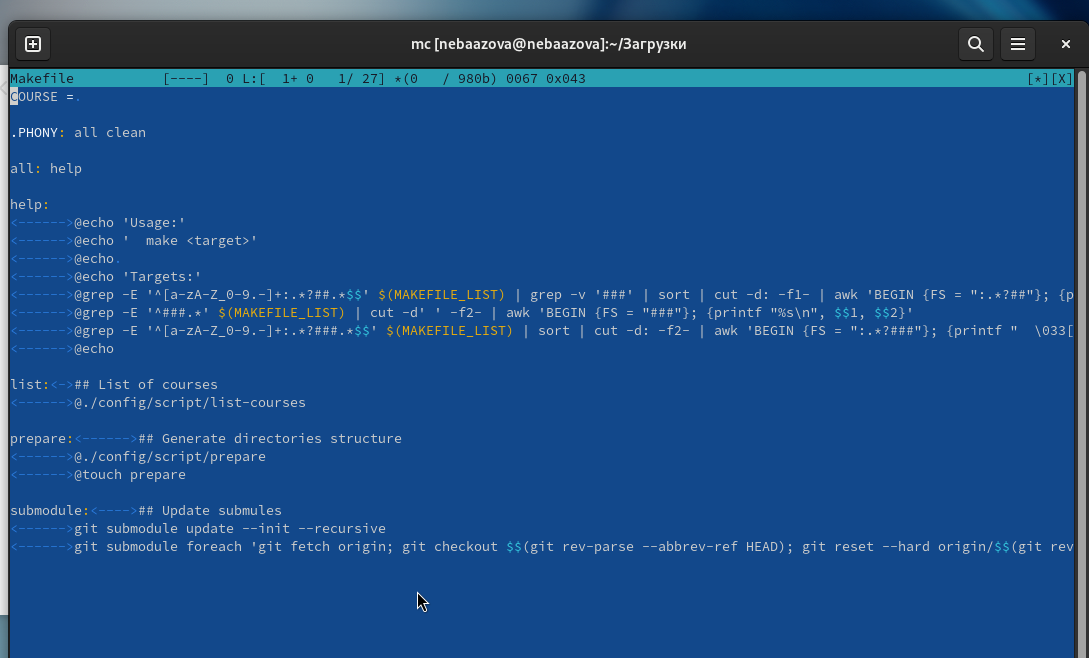 mc [nebaazova@nebaazova]:~/Загрузки
Makefile [----] 0 L:[ 1+ 0 1/ 27] *(0 / 980b) 0067 0x043 [*][X]
COURSE =.
.PHONY: all clean
all: help
help:
<------>@echo 'Usage:'
<------>@echo '  make <target>'
<------>@echo.
<------>@echo 'Targets:'
<------>@grep -E '^[a-zA-Z_0-9.-]+:.*?##.*$$' $(MAKEFILE_LIST) | grep -v '###' | sort | cut -d: -f1- | awk 'BEGIN {FS = ":.*?##"}; {p
<------>@grep -E '^###.*' $(MAKEFILE_LIST) | cut -d' ' -f2- | awk 'BEGIN {FS = "###"}; {printf "%s\n", $$1, $$2}'
<------>@grep -E '^[a-zA-Z_0-9.-]+:.*?###.*$$' $(MAKEFILE_LIST) | sort | cut -d: -f2- | awk 'BEGIN {FS = ":.*?###"}; {printf "  \033[
<------>@echo
list:<->## List of courses
<------>@./config/script/list-courses
prepare:<------>## Generate directories structure
<------>@./config/script/prepare
<------>@touch prepare
submodule:<---->## Update submules
<------>git submodule update --init --recursive
<------>git submodule foreach 'git fetch origin; git checkout $$(git rev-parse --abbrev-ref HEAD); git reset --hard origin/$$(git rev